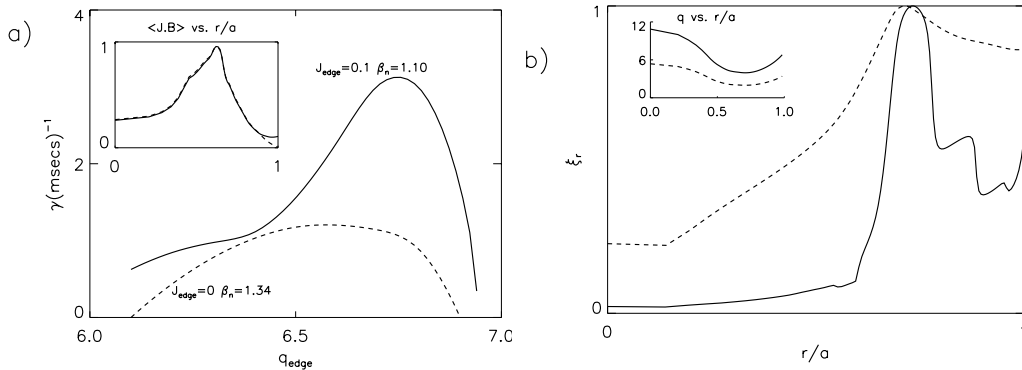 a)
4
2
0
γ(msecs)⁻¹
<J.B> vs. r/a
1
0
0
1
J_edge=0.1 β_n=1.10
J_edge=0 β_n=1.34
6.0
6.5
7.0
q_edge
b)
1
0
ξ_r
q vs. r/a
12
6
0
0.0
0.5
1.0
0
r/a